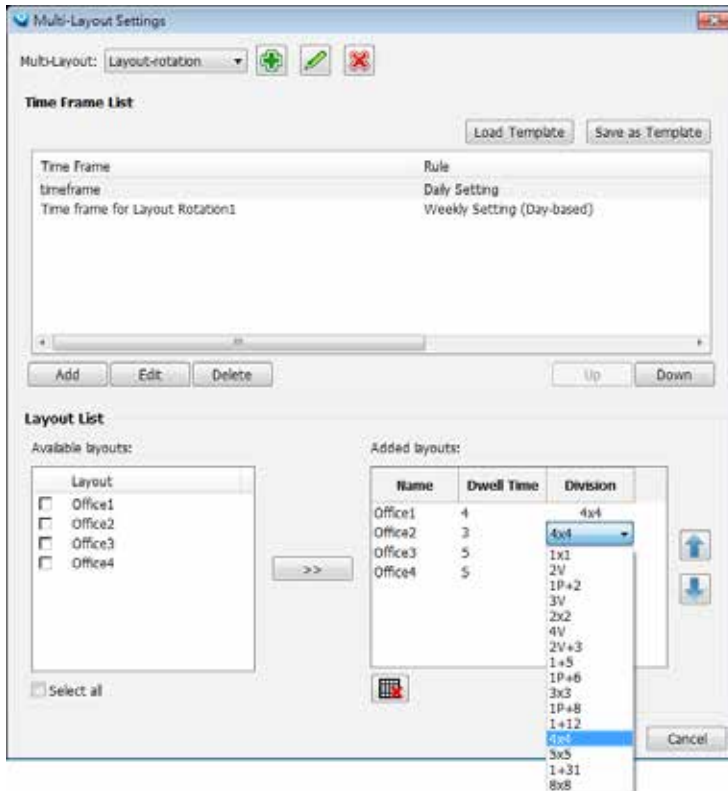 Multi-Layout Settings
Multi-Layout: Layout-rotation
Time Frame List
Load Template Save as Template
Time Frame Rule
timeframe Daily Setting
Time frame for Layout Rotation1 Weekly Setting (Day-based)
Add Edit Delete Up Down
Layout List
Available layouts: Added layouts:
Layout Name Dwell Time Division
Office1 Office1 4 4x4
Office2 Office2 3 4x4
Office3 Office3 5
Office4 Office4 5
>>
1x1
2V
1P+2
3V
2x2
4V
2V+3
1+5
1P+6
3x3
1P+8
1+12
4x4
5x5
1+31
8x8
Select all
Cancel